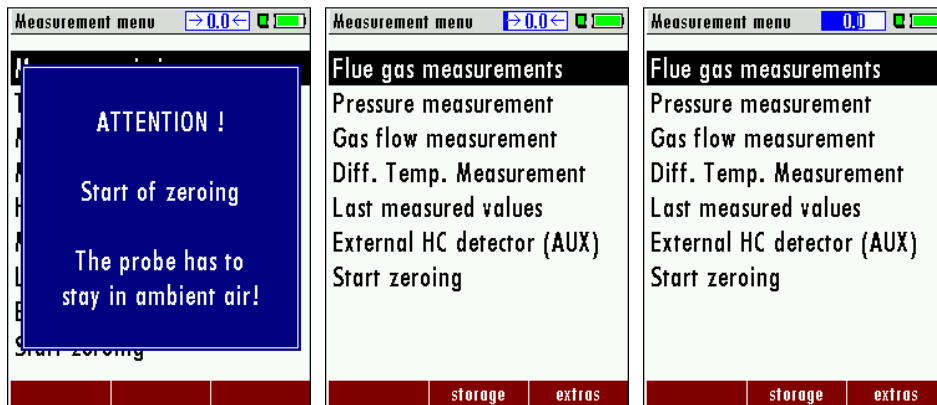 Measurement menu →0.0←
ATTENTION !
Start of zeroing
The probe has to
stay in ambient air!
Start zeroing
Measurement menu →0.0←
Flue gas measurements
Pressure measurement
Gas flow measurement
Diff. Temp. Measurement
Last measured values
External HC detector (AUX)
Start zeroing
storage extras
Measurement menu 0.0
Flue gas measurements
Pressure measurement
Gas flow measurement
Diff. Temp. Measurement
Last measured values
External HC detector (AUX)
Start zeroing
storage extras